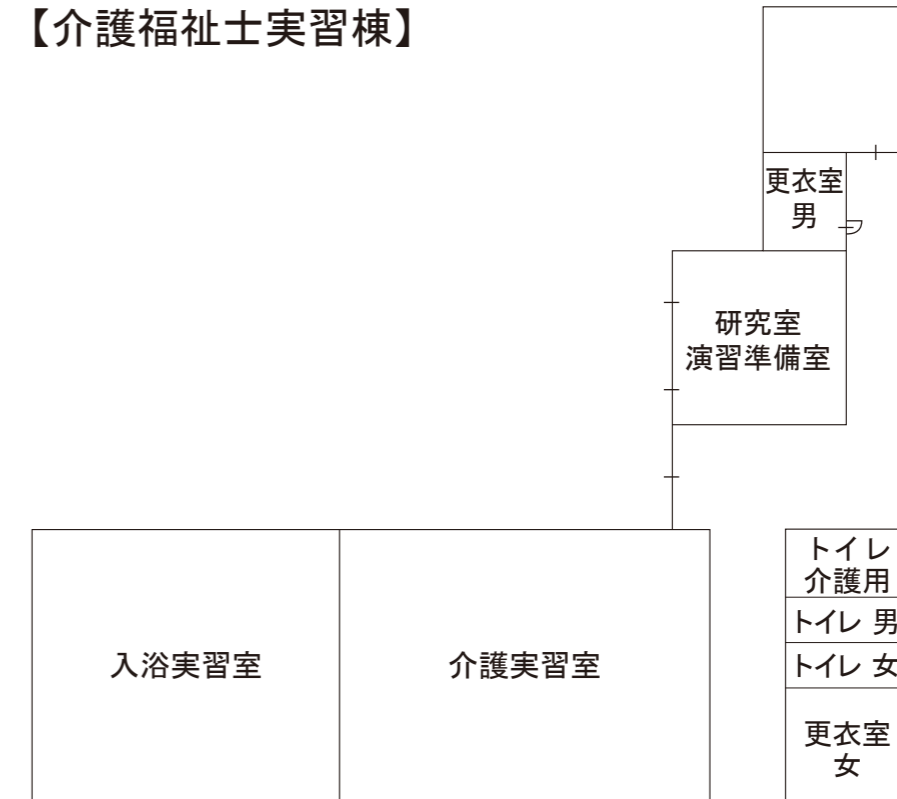 【介護福祉士実習棟】
更衣室
男
研究室
演習準備室
トイレ
介護用
トイレ 男
トイレ 女
入浴実習室
介護実習室
更衣室
女